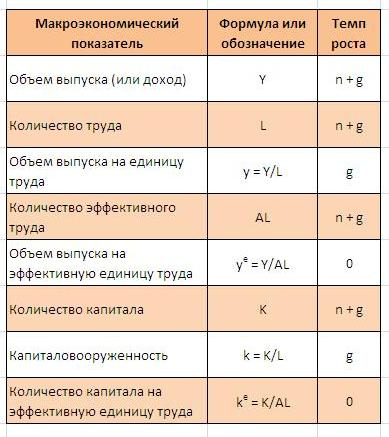 Макроэкономический показатель Формула или обозначение Темп роста
Объем выпуска (или доход) Y n + g
Количество труда L n + g
Объем выпуска на единицу труда y = Y/L g
Количество эффективного труда AL n + g
Объем выпуска на эффективную единицу труда yᵉ = Y/AL 0
Количество капитала K n + g
Капиталовооруженность k = K/L g
Количество капитала на эффективную единицу труда kᵉ = K/AL 0